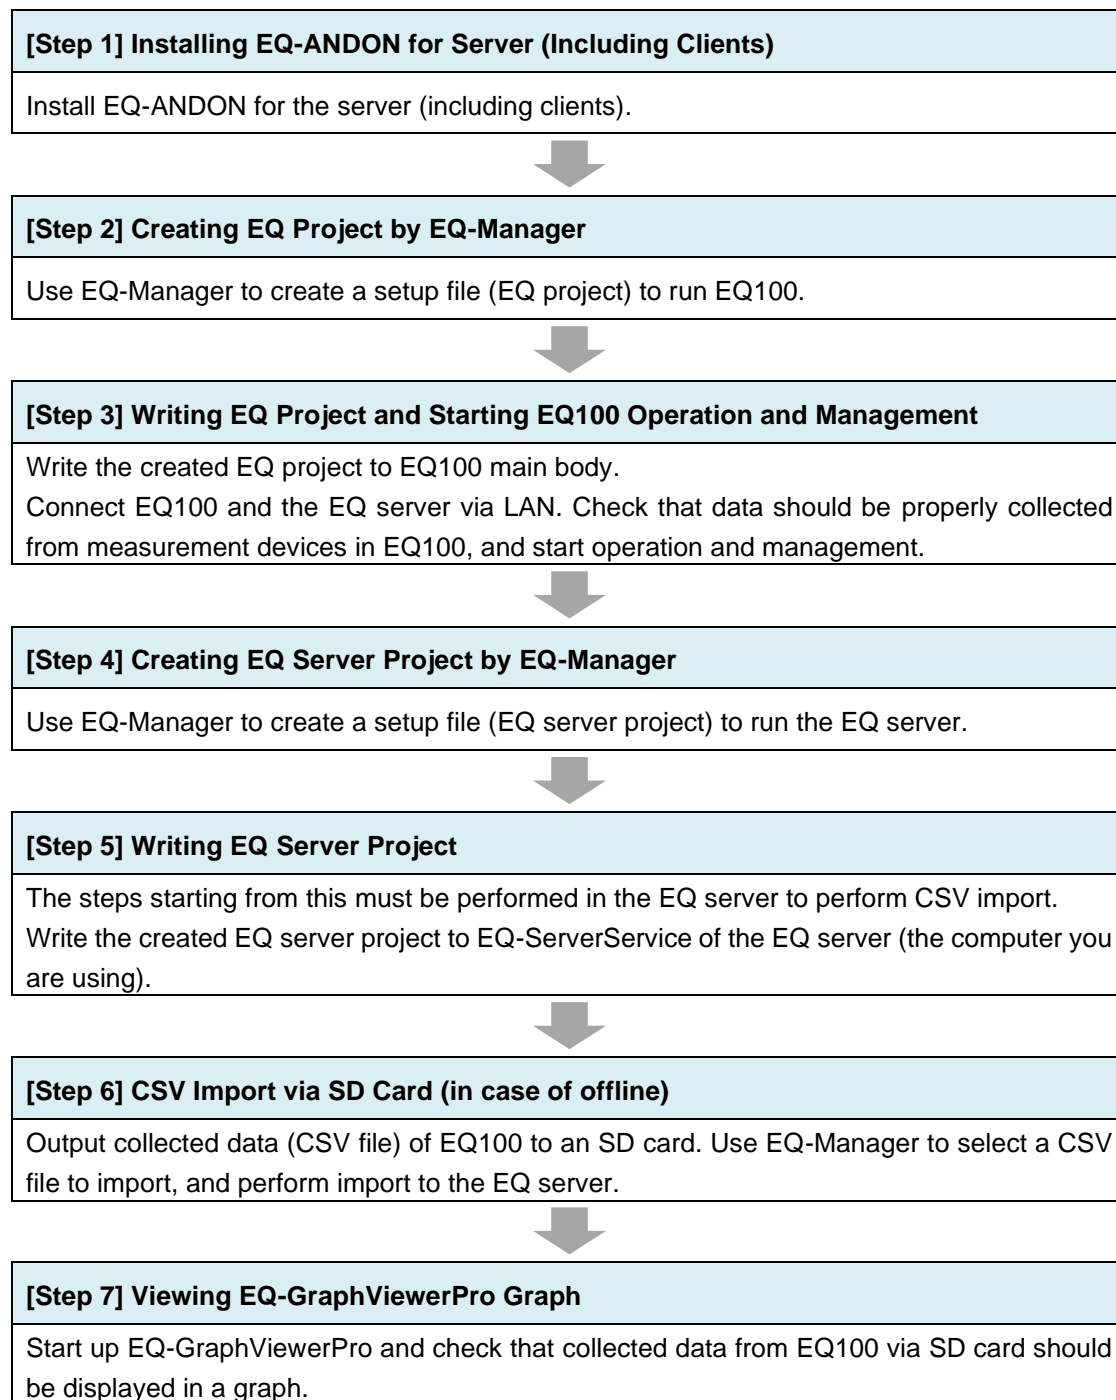 [Step 1] Installing EQ-ANDON for Server (Including Clients)
Install EQ-ANDON for the server (including clients).
[Step 2] Creating EQ Project by EQ-Manager
Use EQ-Manager to create a setup file (EQ project) to run EQ100.
[Step 3] Writing EQ Project and Starting EQ100 Operation and Management
Write the created EQ project to EQ100 main body.
Connect EQ100 and the EQ server via LAN. Check that data should be properly collected
from measurement devices in EQ100, and start operation and management.
[Step 4] Creating EQ Server Project by EQ-Manager
Use EQ-Manager to create a setup file (EQ server project) to run the EQ server.
[Step 5] Writing EQ Server Project
The steps starting from this must be performed in the EQ server to perform CSV import.
Write the created EQ server project to EQ-ServerService of the EQ server (the computer you
are using).
[Step 6] CSV Import via SD Card (in case of offline)
Output collected data (CSV file) of EQ100 to an SD card. Use EQ-Manager to select a CSV
file to import, and perform import to the EQ server.
[Step 7] Viewing EQ-GraphViewerPro Graph
Start up EQ-GraphViewerPro and check that collected data from EQ100 via SD card should
be displayed in a graph.